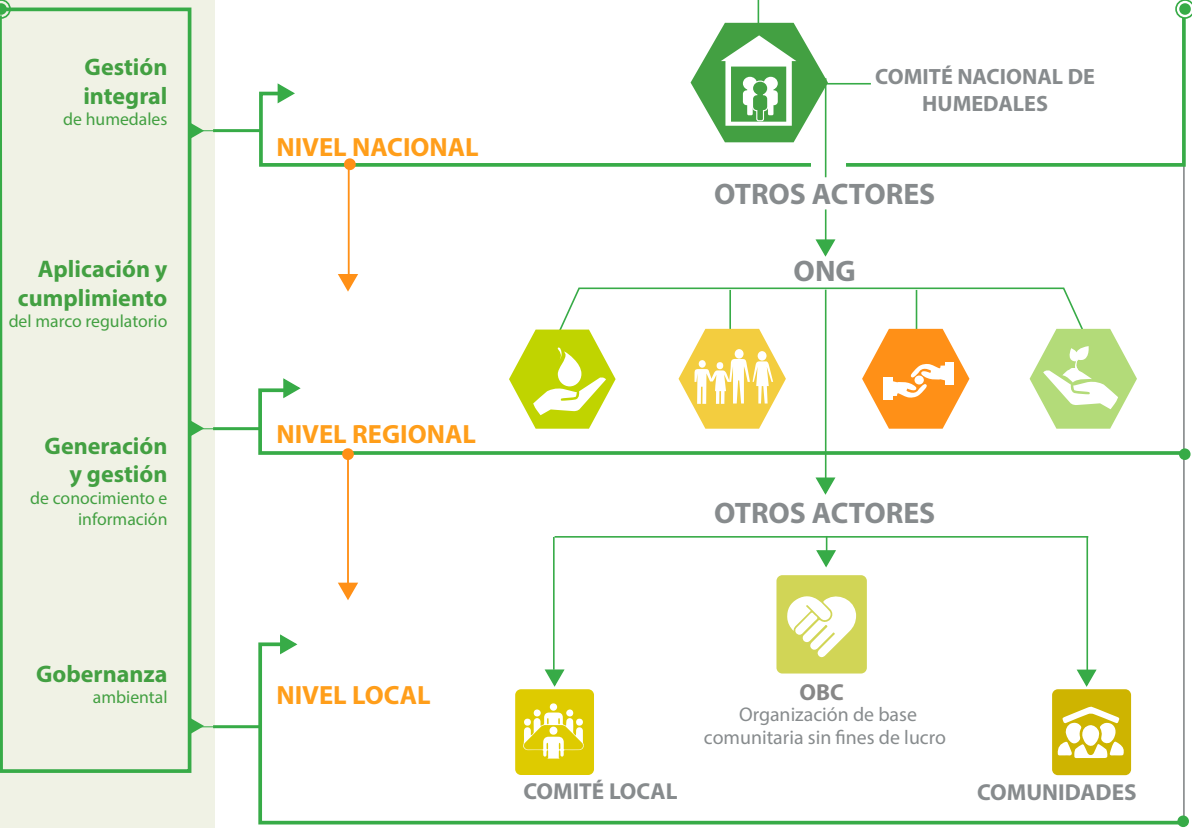 Gestión
integral
de humedales
Aplicación y
cumplimiento
del marco regulatorio
Generación
y gestión
de conocimiento e
información
Gobernanza
ambiental
COMITÉ NACIONAL DE
HUMEDALES
NIVEL NACIONAL
OTROS ACTORES
ONG
NIVEL REGIONAL
OTROS ACTORES
NIVEL LOCAL
OBC
Organización de base
comunitaria sin fines de lucro
COMITÉ LOCAL
COMUNIDADES